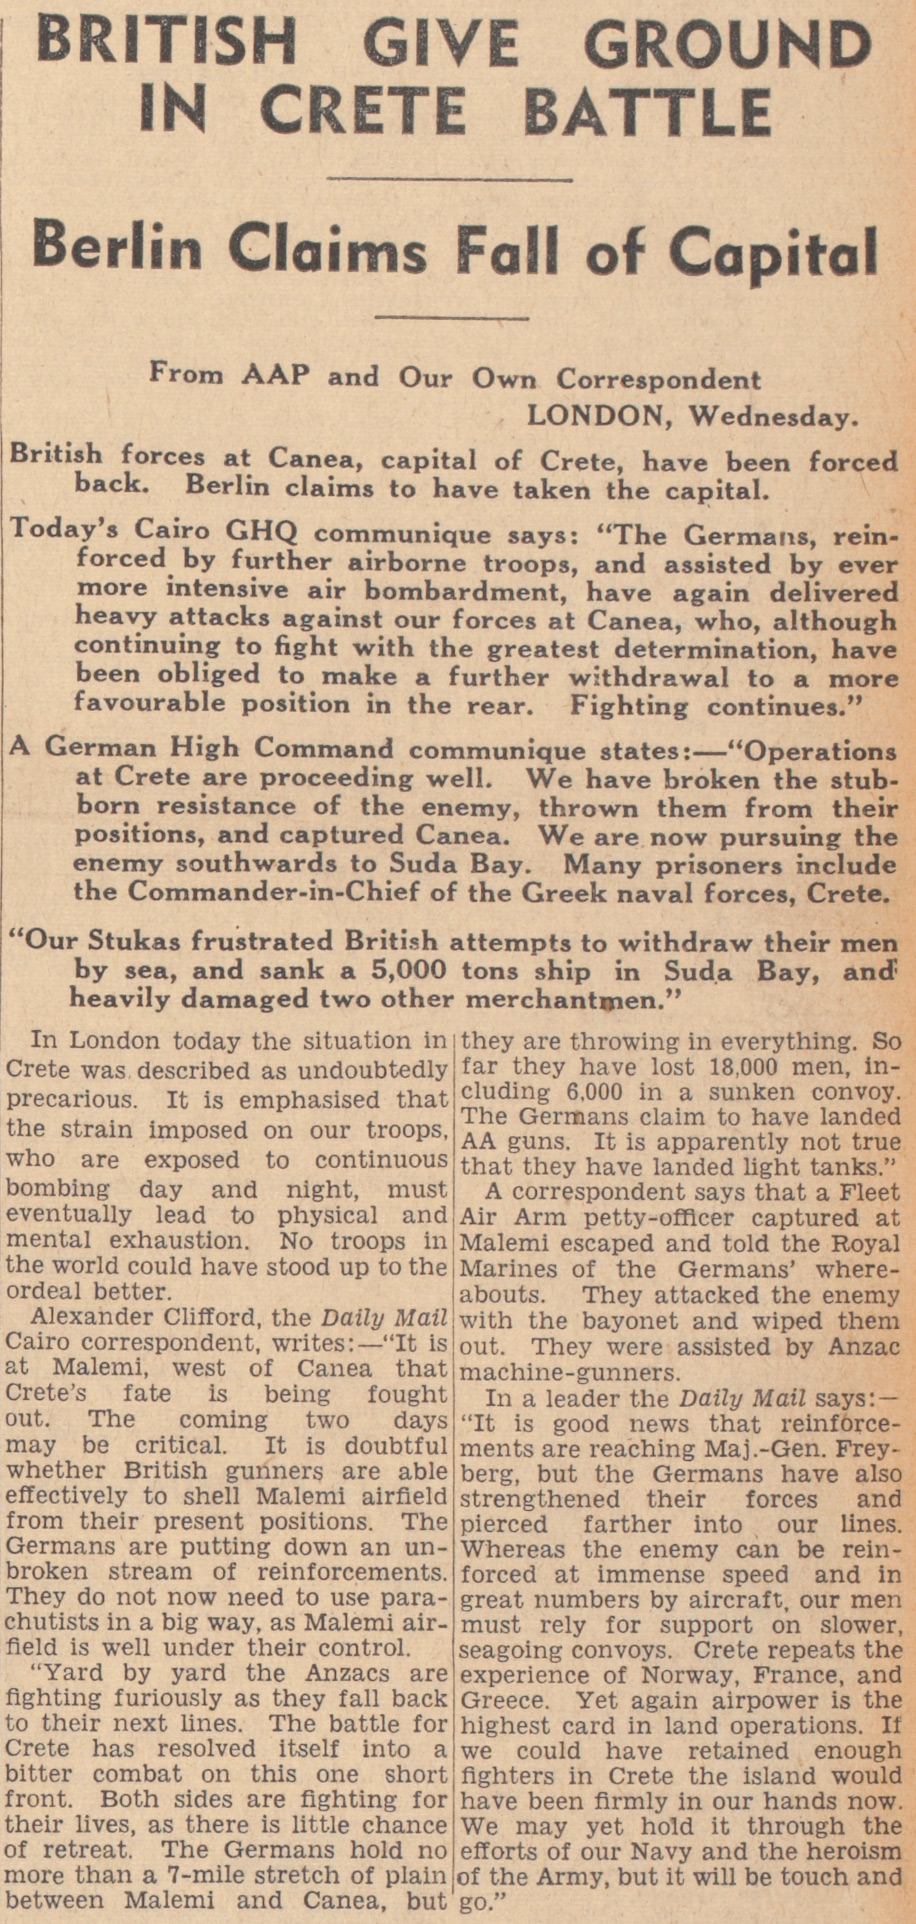 BRITISH GIVE GROUND
IN CRETE BATTLE
Berlin Claims Fall of Capital
From AAP and Our Own Correspondent
LONDON, Wednesday.
British forces at Canea, capital of Crete, have been forced
back. Berlin claims to have taken the capital.
Today's Cairo GHQ communique says: "The Germans, rein-
forced by further airborne troops, and assisted by ever
more intensive air bombardment, have again delivered
heavy attacks against our forces at Canea, who, although
continuing to fight with the greatest determination, have
been obliged to make a further withdrawal to a more
favourable position in the rear. Fighting continues."
A German High Command communique states:—"Operations
at Crete are proceeding well. We have broken the stub-
born resistance of the enemy, thrown them from their
positions, and captured Canea. We are now pursuing the
enemy southwards to Suda Bay. Many prisoners include
the Commander-in-Chief of the Greek naval forces, Crete.
"Our Stukas frustrated British attempts to withdraw their men
by sea, and sank a 5,000 tons ship in Suda Bay, and
heavily damaged two other merchantmen."
In London today the situation in
Crete was described as undoubtedly
precarious. It is emphasised that
the strain imposed on our troops,
who are exposed to continuous
bombing day and night, must
eventually lead to physical and
mental exhaustion. No troops in
the world could have stood up to the
ordeal better.
Alexander Clifford, the Daily Mail
Cairo correspondent, writes:—"It is
at Malemi, west of Canea that
Crete's fate is being fought
out. The coming two days
may be critical. It is doubtful
whether British gunners are able
effectively to shell Malemi airfield
from their present positions. The
Germans are putting down an un-
broken stream of reinforcements.
They do not now need to use para-
chutists in a big way, as Malemi air-
field is well under their control.
"Yard by yard the Anzacs are
fighting furiously as they fall back
to their next lines. The battle for
Crete has resolved itself into a
bitter combat on this one short
front. Both sides are fighting for
their lives, as there is little chance
of retreat. The Germans hold no
more than a 7-mile stretch of plain
between Malemi and Canea, but
they are throwing in everything. So
far they have lost 18,000 men, in-
cluding 6,000 in a sunken convoy.
The Germans claim to have landed
AA guns. It is apparently not true
that they have landed light tanks."
A correspondent says that a Fleet
Air Arm petty-officer captured at
Malemi escaped and told the Royal
Marines of the Germans' where-
abouts. They attacked the enemy
with the bayonet and wiped them
out. They were assisted by Anzac
machine-gunners.
In a leader the Daily Mail says:—
"It is good news that reinforce-
ments are reaching Maj.-Gen. Frey-
berg, but the Germans have also
strengthened their forces and
pierced farther into our lines.
Whereas the enemy can be rein-
forced at immense speed and in
great numbers by aircraft, our men
must rely for support on slower,
seagoing convoys. Crete repeats the
experience of Norway, France, and
Greece. Yet again airpower is the
highest card in land operations. If
we could have retained enough
fighters in Crete the island would
have been firmly in our hands now.
We may yet hold it through the
efforts of our Navy and the heroism
of the Army, but it will be touch and
go."